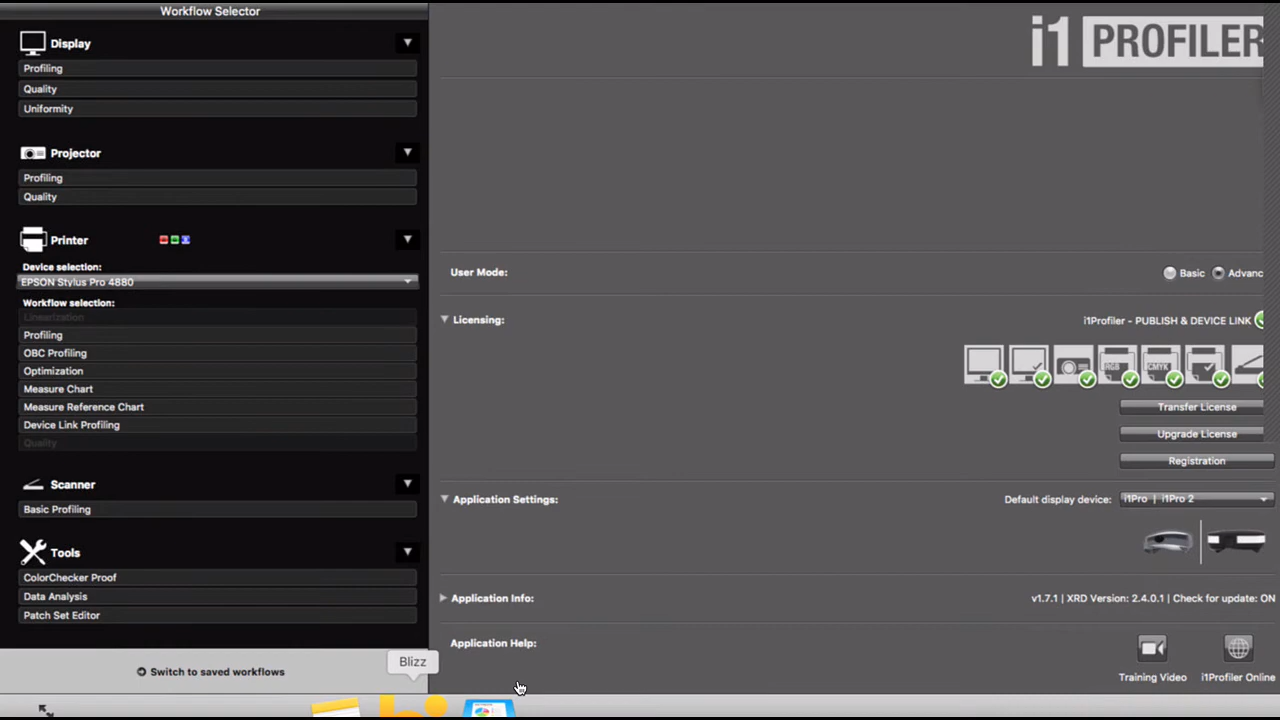 Workflow Selector
Display
Profiling
Quality
Uniformity
Projector
Profiling
Quality
Printer
Device selection:
EPSON Stylus Pro 4880
Workflow selection:
Linearization
Profiling
OBC Profiling
Optimization
Measure Chart
Measure Reference Chart
Device Link Profiling
Quality
Scanner
Basic Profiling
Tools
ColorChecker Proof
Data Analysis
Patch Set Editor
Switch to saved workflows
Blizz
i1 PROFILER
User Mode: Basic Advanc
Licensing: i1Profiler - PUBLISH & DEVICE LINK
RGB CMYK
Transfer License
Upgrade License
Registration
Application Settings: Default display device: i1Pro | i1Pro 2
Application Info: v1.7.1 | XRD Version: 2.4.0.1 | Check for update: ON
Application Help:
Training Video i1Profiler Online